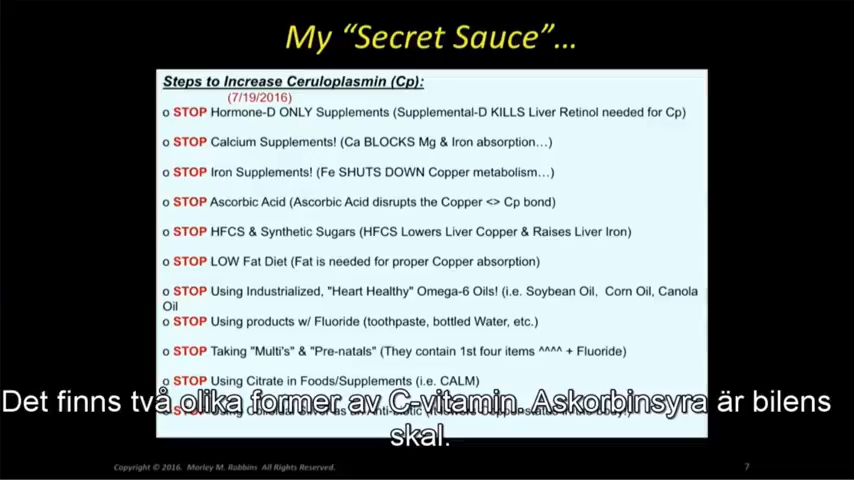 My “Secret Sauce”...
Steps to Increase Ceruloplasmin (Cp):
(7/19/2016)
o STOP Hormone-D ONLY Supplements (Supplemental-D KILLS Liver Retinol needed for Cp)
o STOP Calcium Supplements! (Ca BLOCKS Mg & Iron absorption…)
o STOP Iron Supplements! (Fe SHUTS DOWN Copper metabolism…)
o STOP Ascorbic Acid (Ascorbic Acid disrupts the Copper <> Cp bond)
o STOP HFCS & Synthetic Sugars (HFCS Lowers Liver Copper & Raises Liver Iron)
o STOP LOW Fat Diet (Fat is needed for proper Copper absorption)
o STOP Using Industrialized, "Heart Healthy" Omega-6 Oils! (i.e. Soybean Oil, Corn Oil, Canola
Oil
o STOP Using products w/ Fluoride (toothpaste, bottled Water, etc.)
o STOP Taking "Multi's" & "Pre-natals" (They contain 1st four items ^^^^ + Fluoride)
o STOP Using Citrate in Foods/Supplements (i.e. CALM)
Det finns två olika former av C-vitamin. Askorbinsyra är bilens
skal.
Copyright © 2016. Morley M. Robbins All Rights Reserved.
7